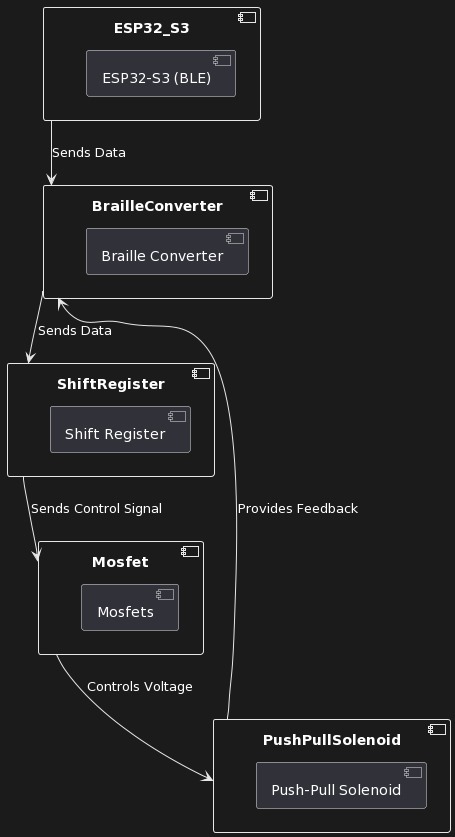 ESP32_S3
ESP32-S3 (BLE)
Sends Data
BrailleConverter
Braille Converter
Sends Data
ShiftRegister
Shift Register
Sends Control Signal
Provides Feedback
Mosfet
Mosfets
Controls Voltage
PushPullSolenoid
Push-Pull Solenoid